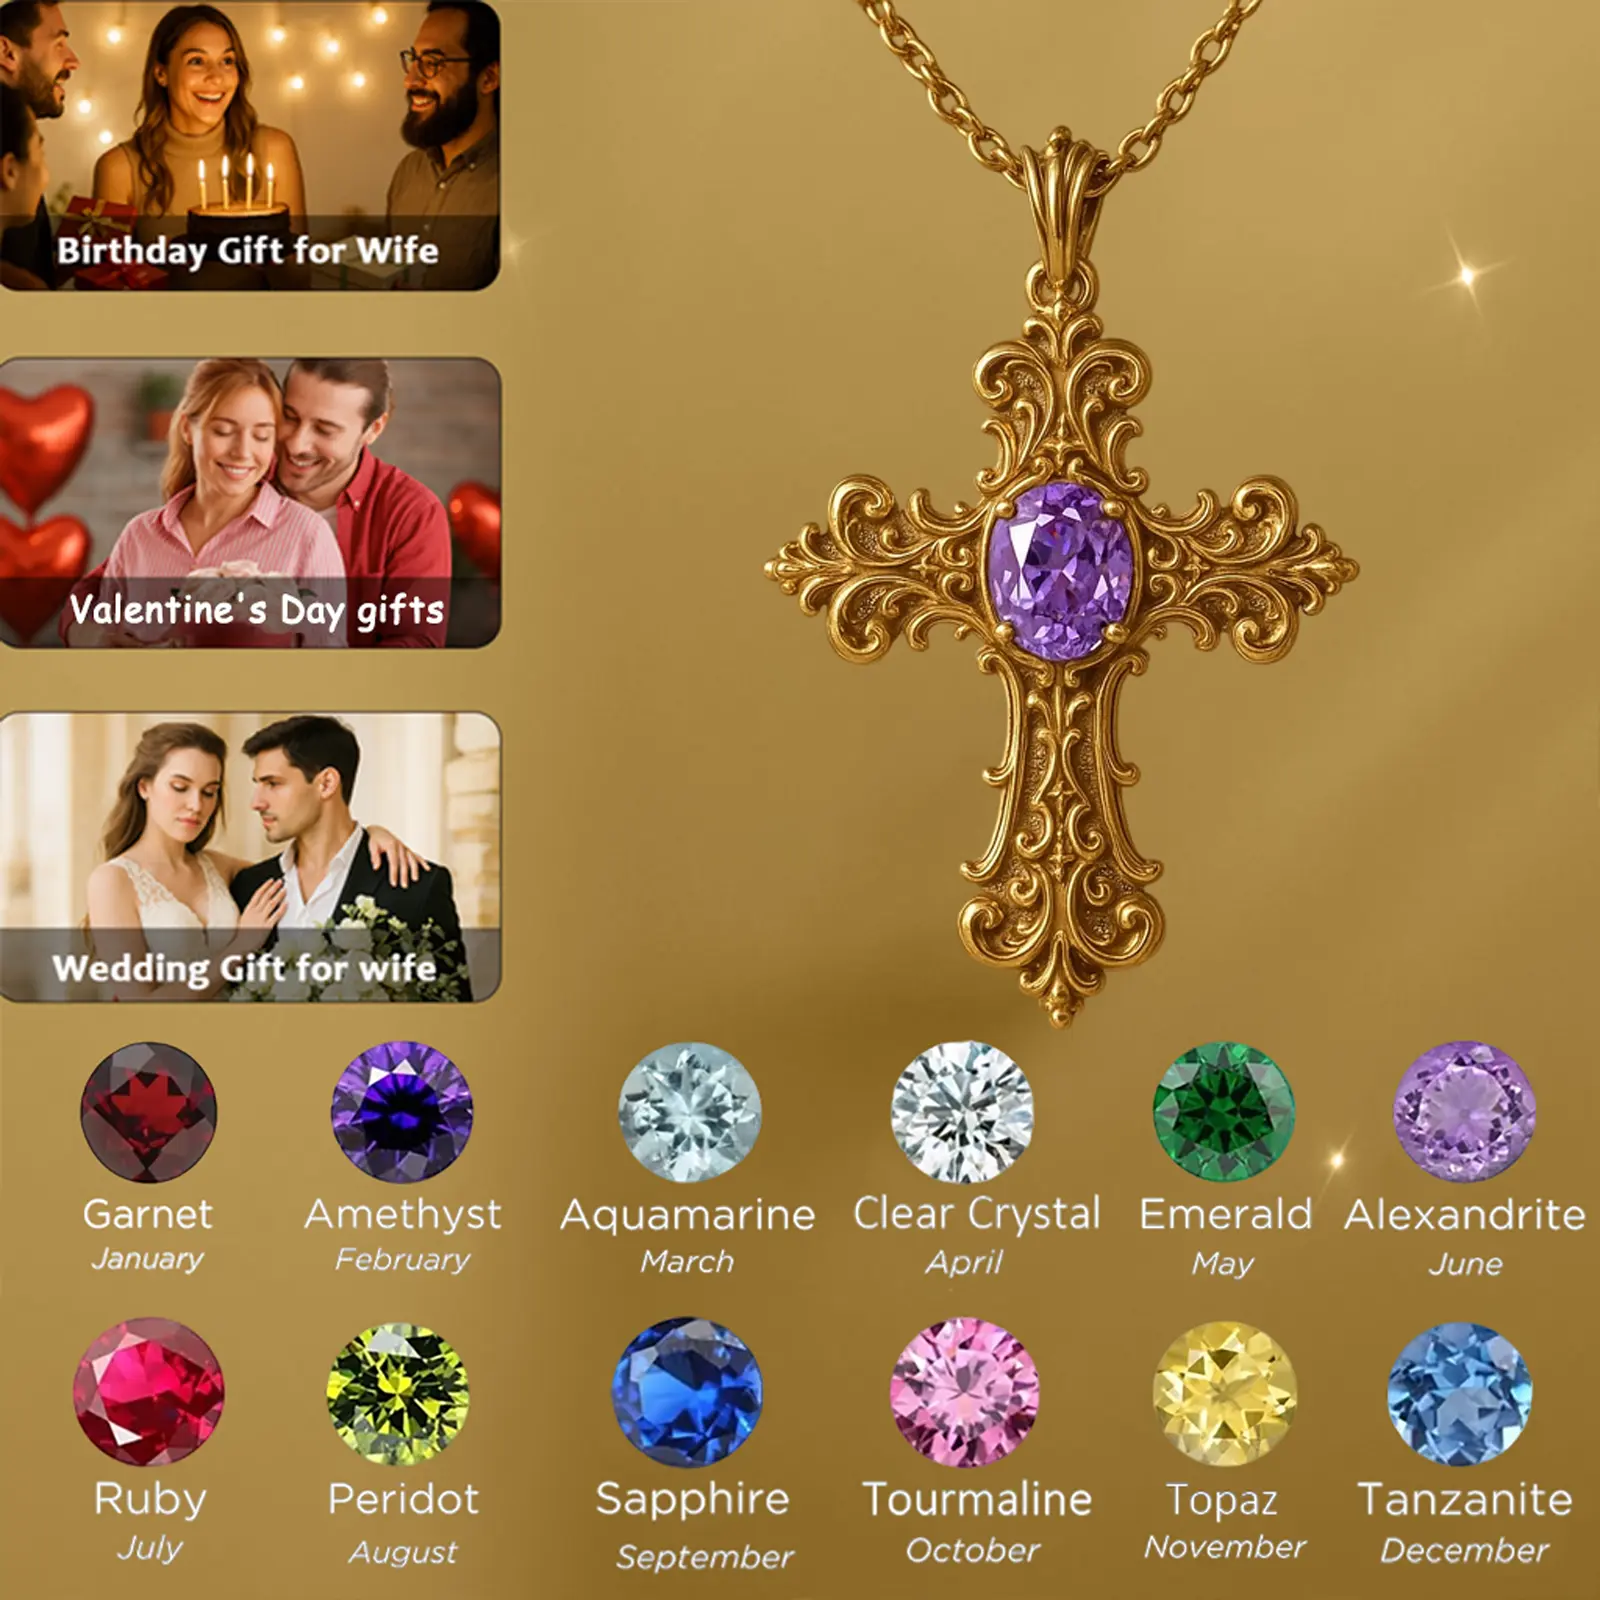 Birthday Gift for Wife
Valentine's Day gifts
Wedding Gift for wife
Garnet
January
Amethyst
February
Aquamarine
March
Clear Crystal
April
Emerald
May
Alexandrite
June
Ruby
July
Peridot
August
Sapphire
September
Tourmaline
October
Topaz
November
Tanzanite
December